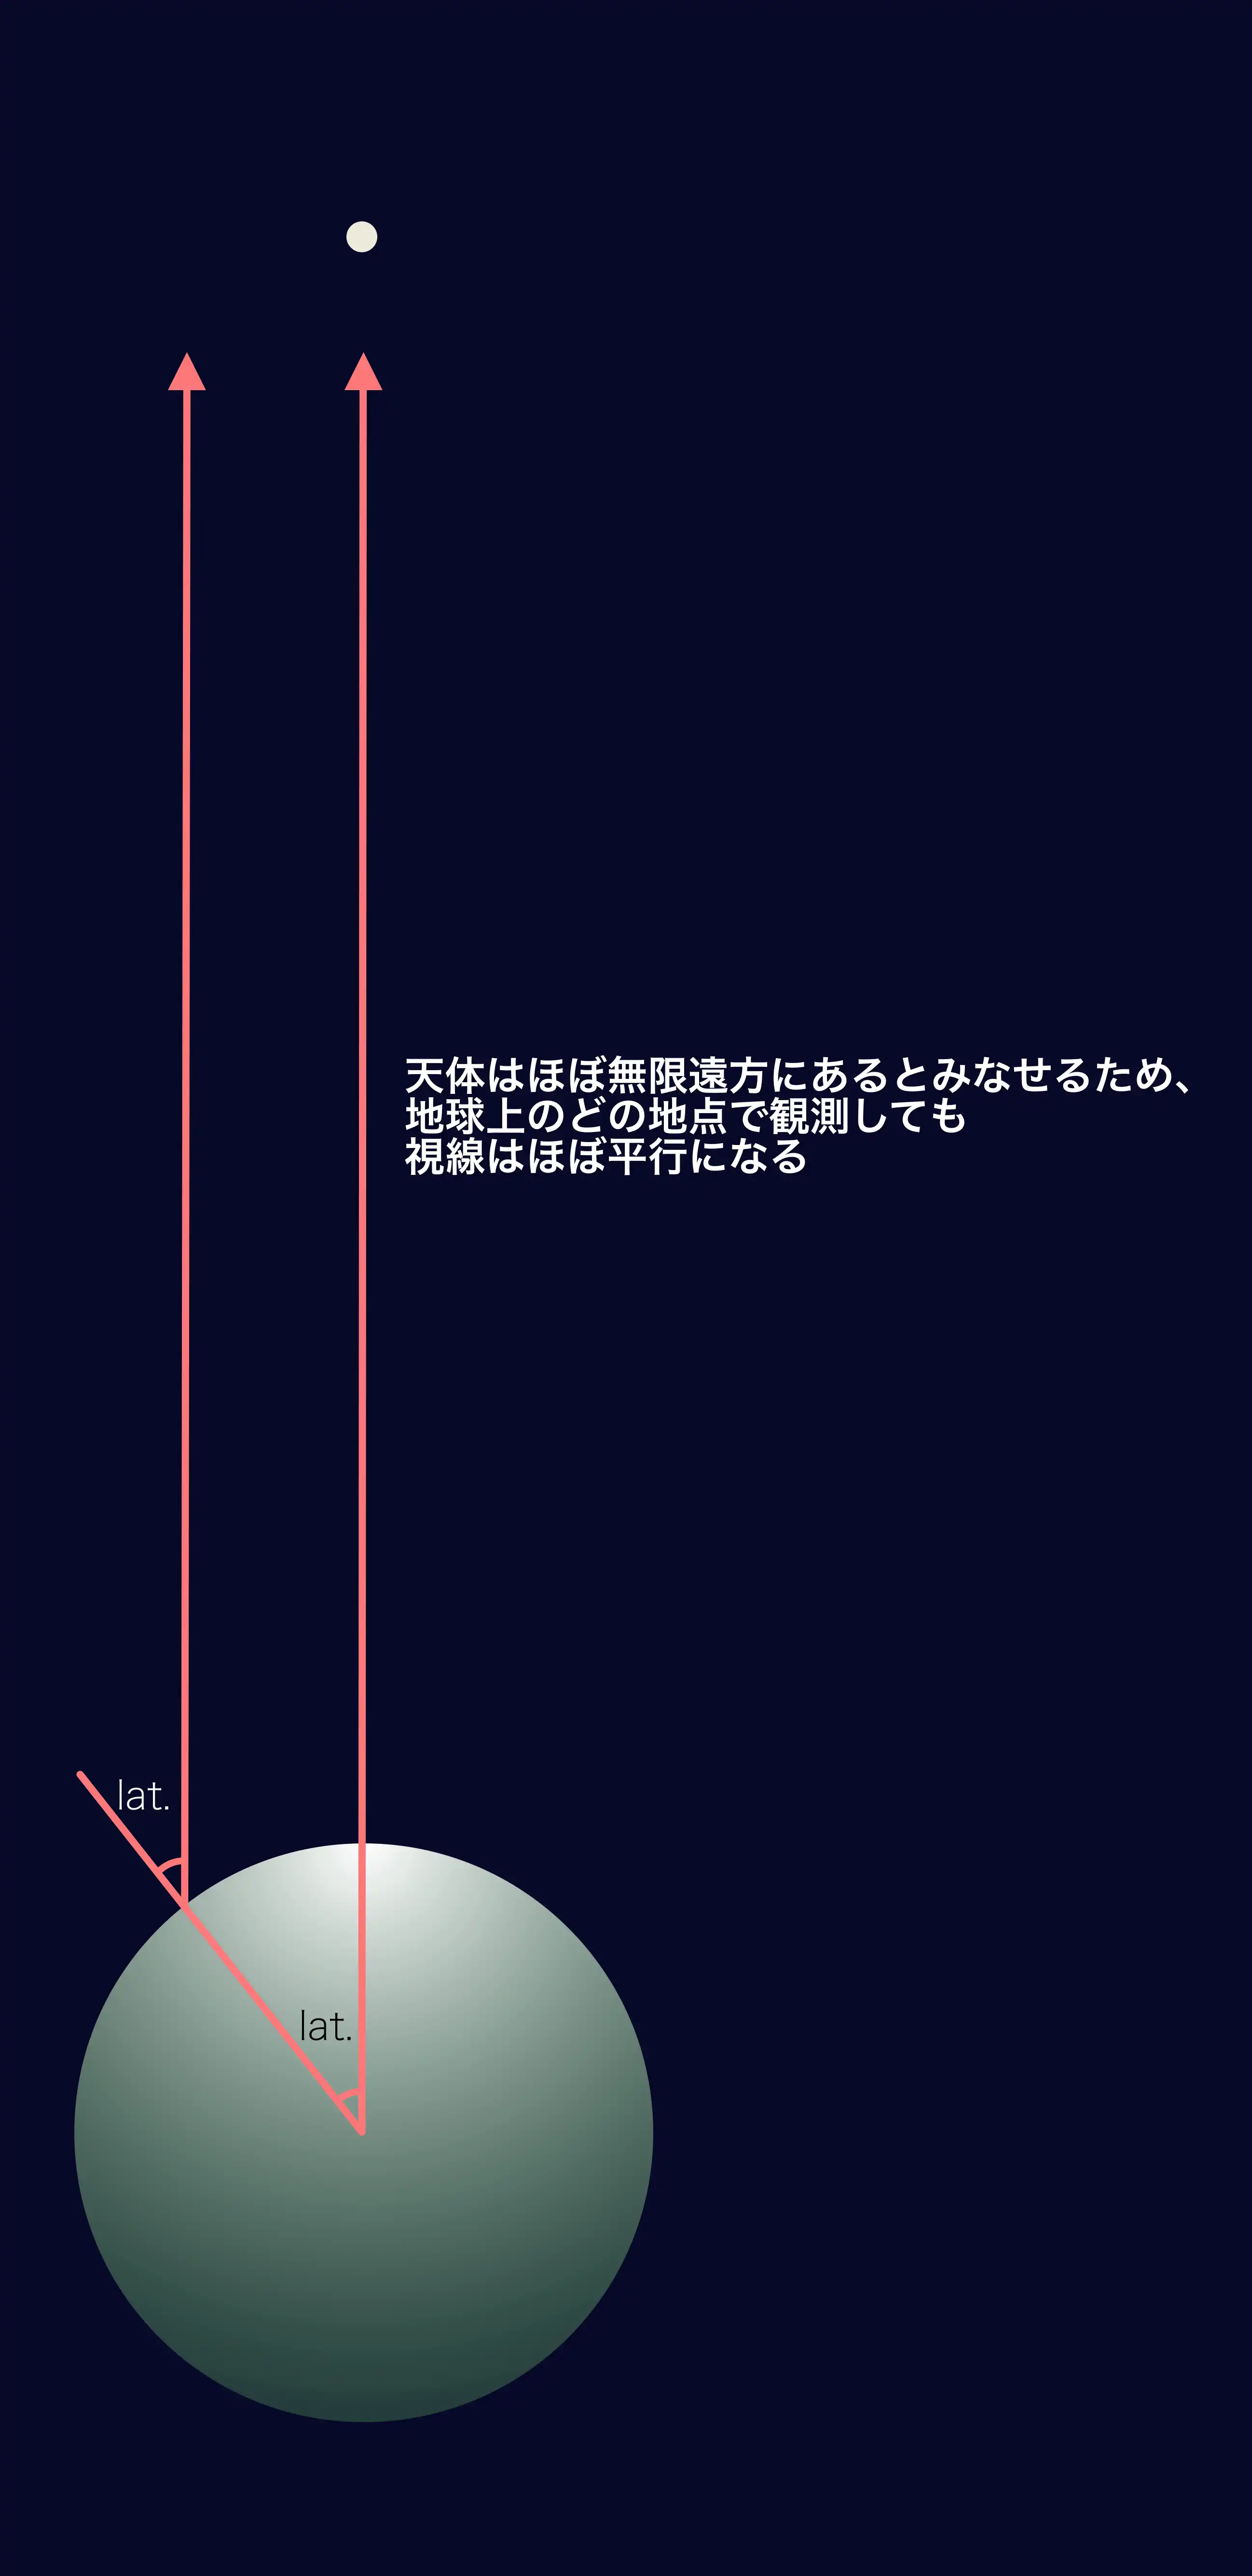 天体はほぼ無限遠方にあるとみなせるため、
地球上のどの地点で観測しても
視線はほぼ平行になる
lat.
lat.